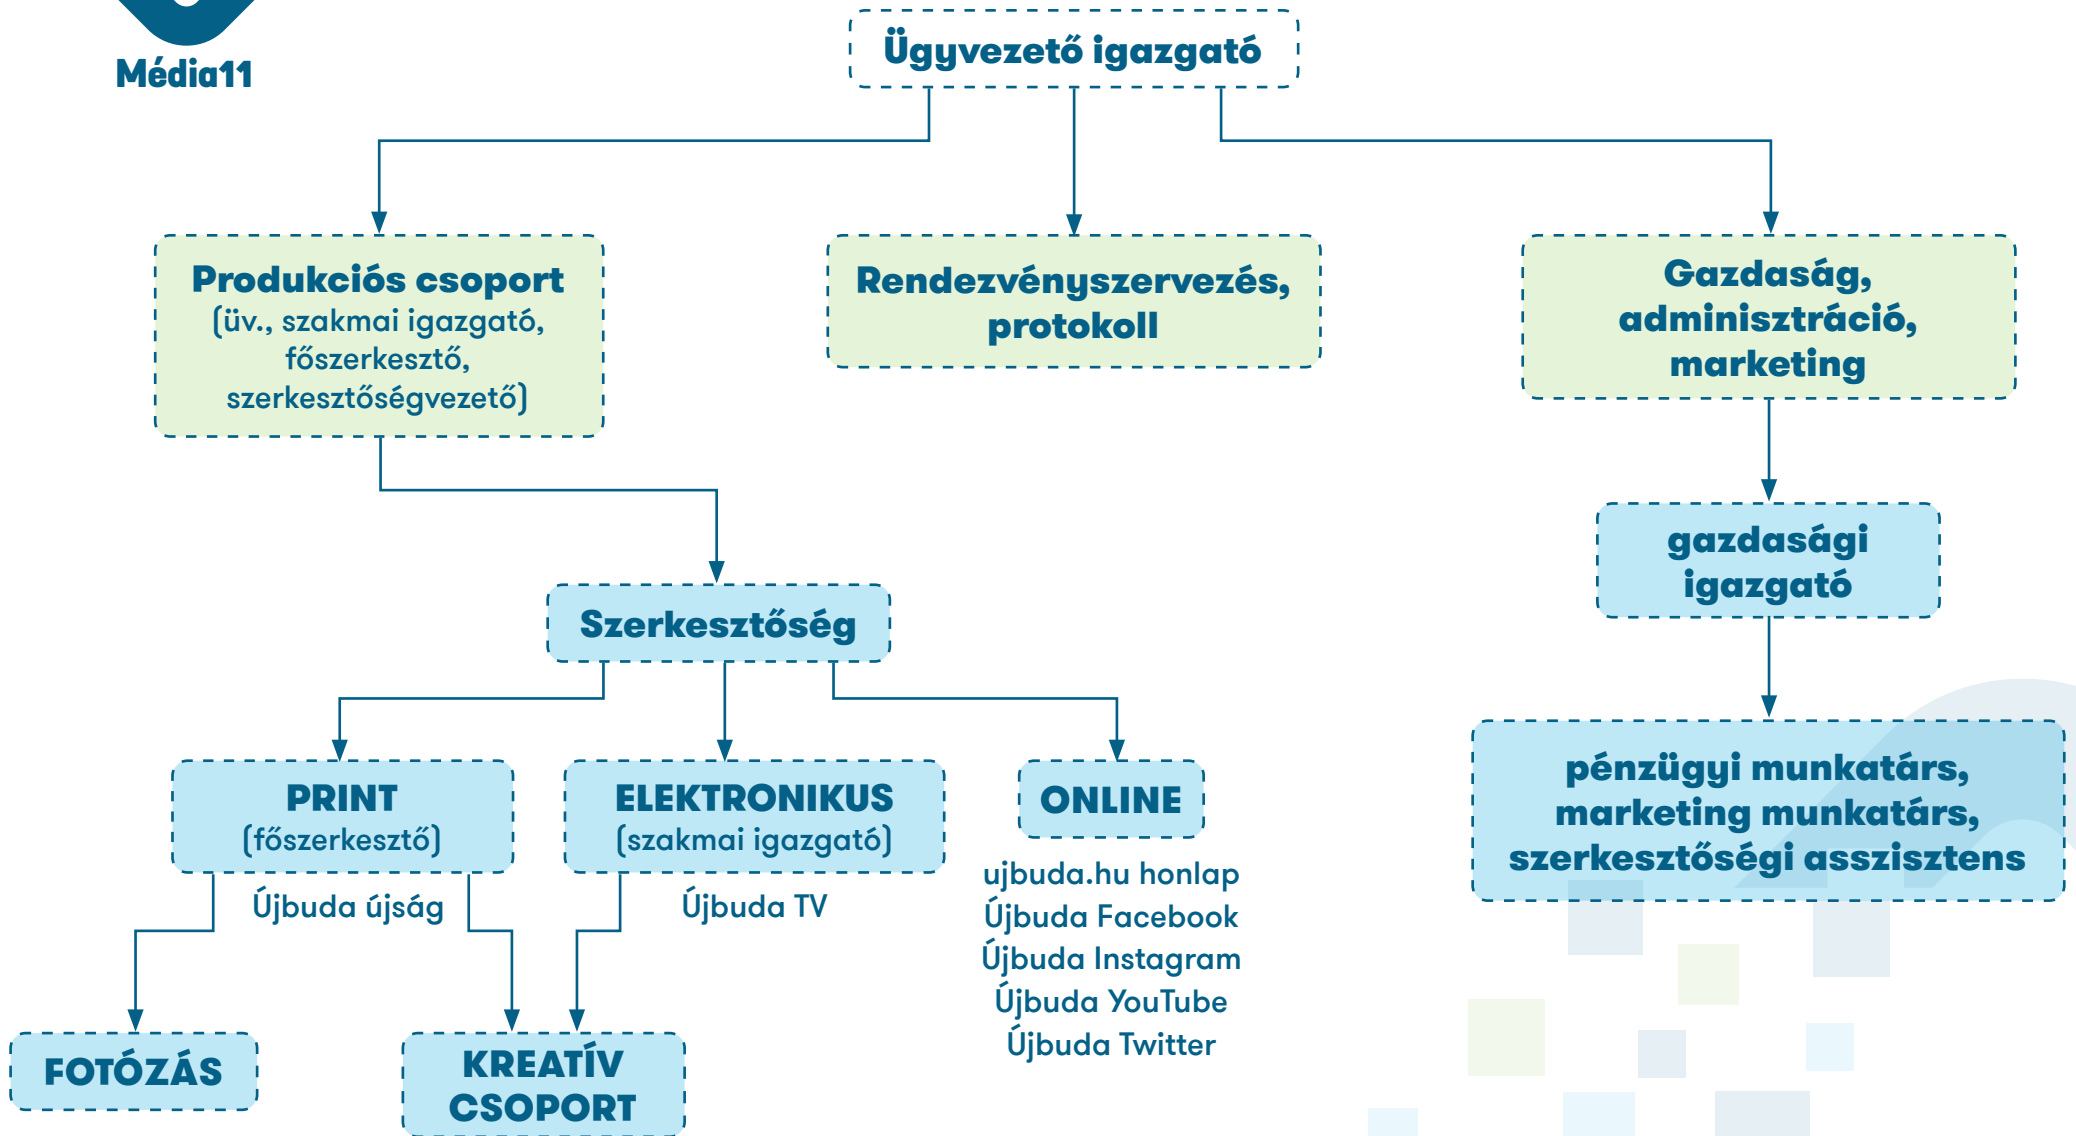 Média11
Ügyvezető igazgató
Produkciós csoport
(üv., szakmai igazgató,
főszerkesztő,
szerkesztőségvezető)
Rendezvényszervezés,
protokoll
Gazdaság,
adminisztráció,
marketing
gazdasági
igazgató
Szerkesztőség
pénzügyi munkatárs,
marketing munkatárs,
szerkesztőségi asszisztens
PRINT
(főszerkesztő)
Újbuda újság
ELEKTRONIKUS
(szakmai igazgató)
Újbuda TV
ONLINE
ujbuda.hu honlap
Újbuda Facebook
Újbuda Instagram
Újbuda YouTube
Újbuda Twitter
FOTÓZÁS
KREATÍV
CSOPORT